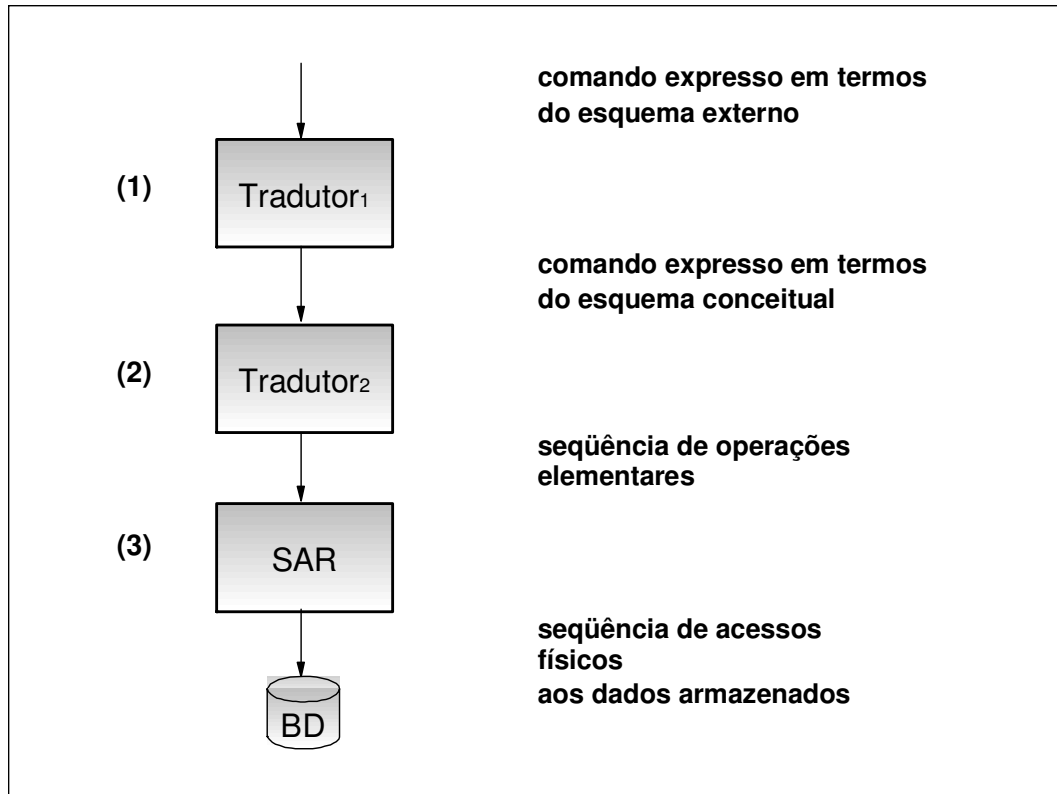 comando expresso em termos
do esquema externo
(1)
Tradutor1
comando expresso em termos
do esquema conceitual
(2)
Tradutor2
seqüência de operações
elementares
(3)
SAR
seqüência de acessos
físicos
aos dados armazenados
BD